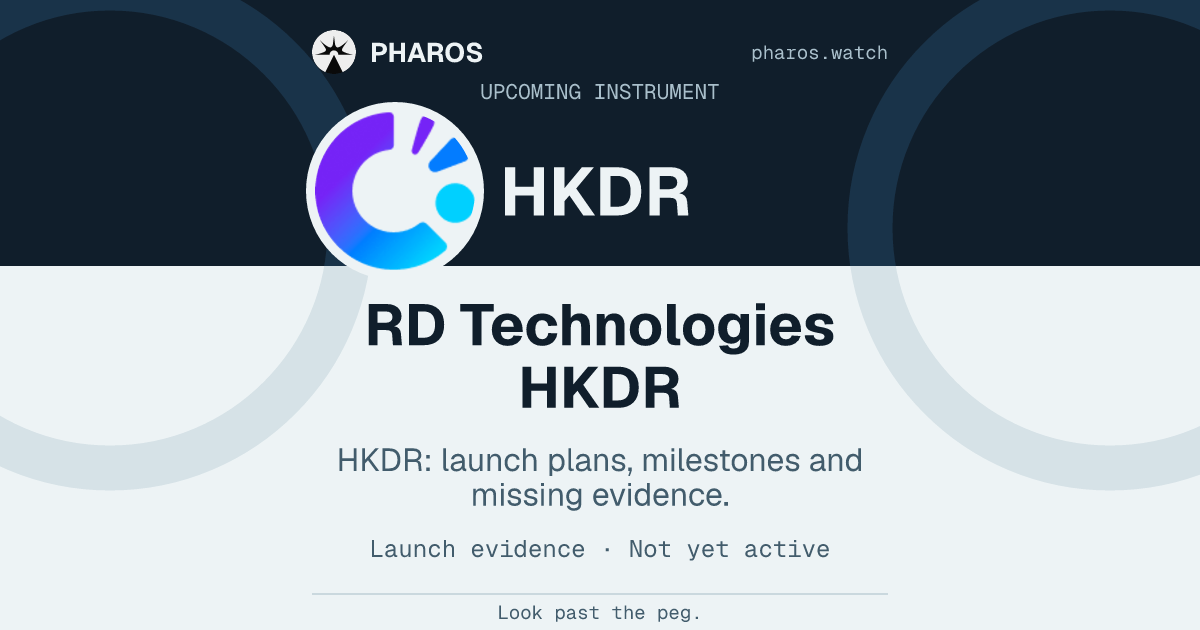 PHAROS
pharos.watch
UPCOMING INSTRUMENT
HKDR
RD Technologies
HKDR
HKDR: launch plans, milestones and
missing evidence.
Launch evidence · Not yet active
Look past the peg.